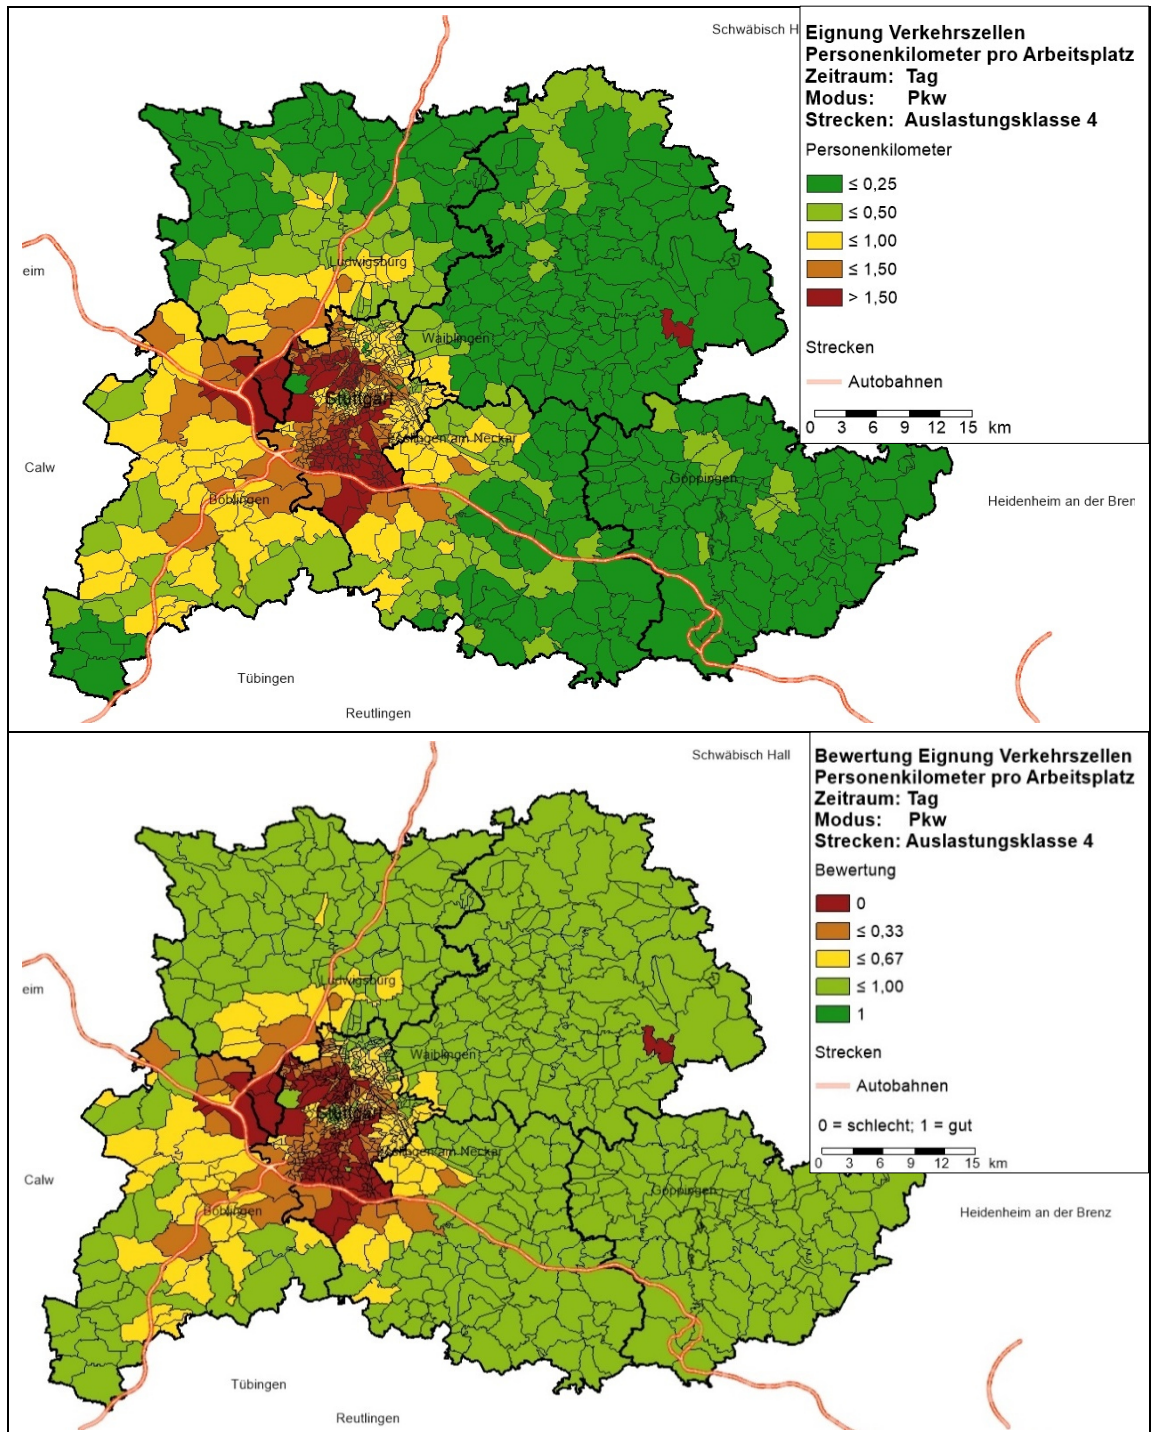 Schwäbisch H
Eignung Verkehrszellen
Personenkilometer pro Arbeitsplatz
Zeitraum: Tag
Modus: Pkw
Strecken: Auslastungsklasse 4
Personenkilometer
≤ 0,25
≤ 0,50
≤ 1,00
≤ 1,50
> 1,50
Strecken
Autobahnen
0 3 6 9 12 15 km
eim
Ludwigsburg
Waiblingen
Stuttgart
Esslingen am Neckar
Calw
Göppingen
Böblingen
Heidenheim an der Bren
Tübingen
Reutlingen
Schwäbisch Hall
Bewertung Eignung Verkehrszellen
Personenkilometer pro Arbeitsplatz
Zeitraum: Tag
Modus: Pkw
Strecken: Auslastungsklasse 4
Bewertung
0
≤ 0,33
≤ 0,67
≤ 1,00
1
Strecken
Autobahnen
0 = schlecht; 1 = gut
0 3 6 9 12 15 km
eim
Ludwigsburg
Waiblingen
Stuttgart
Esslingen am Neckar
Calw
Göppingen
Böblingen
Heidenheim an der Brenz
Tübingen
Reutlingen